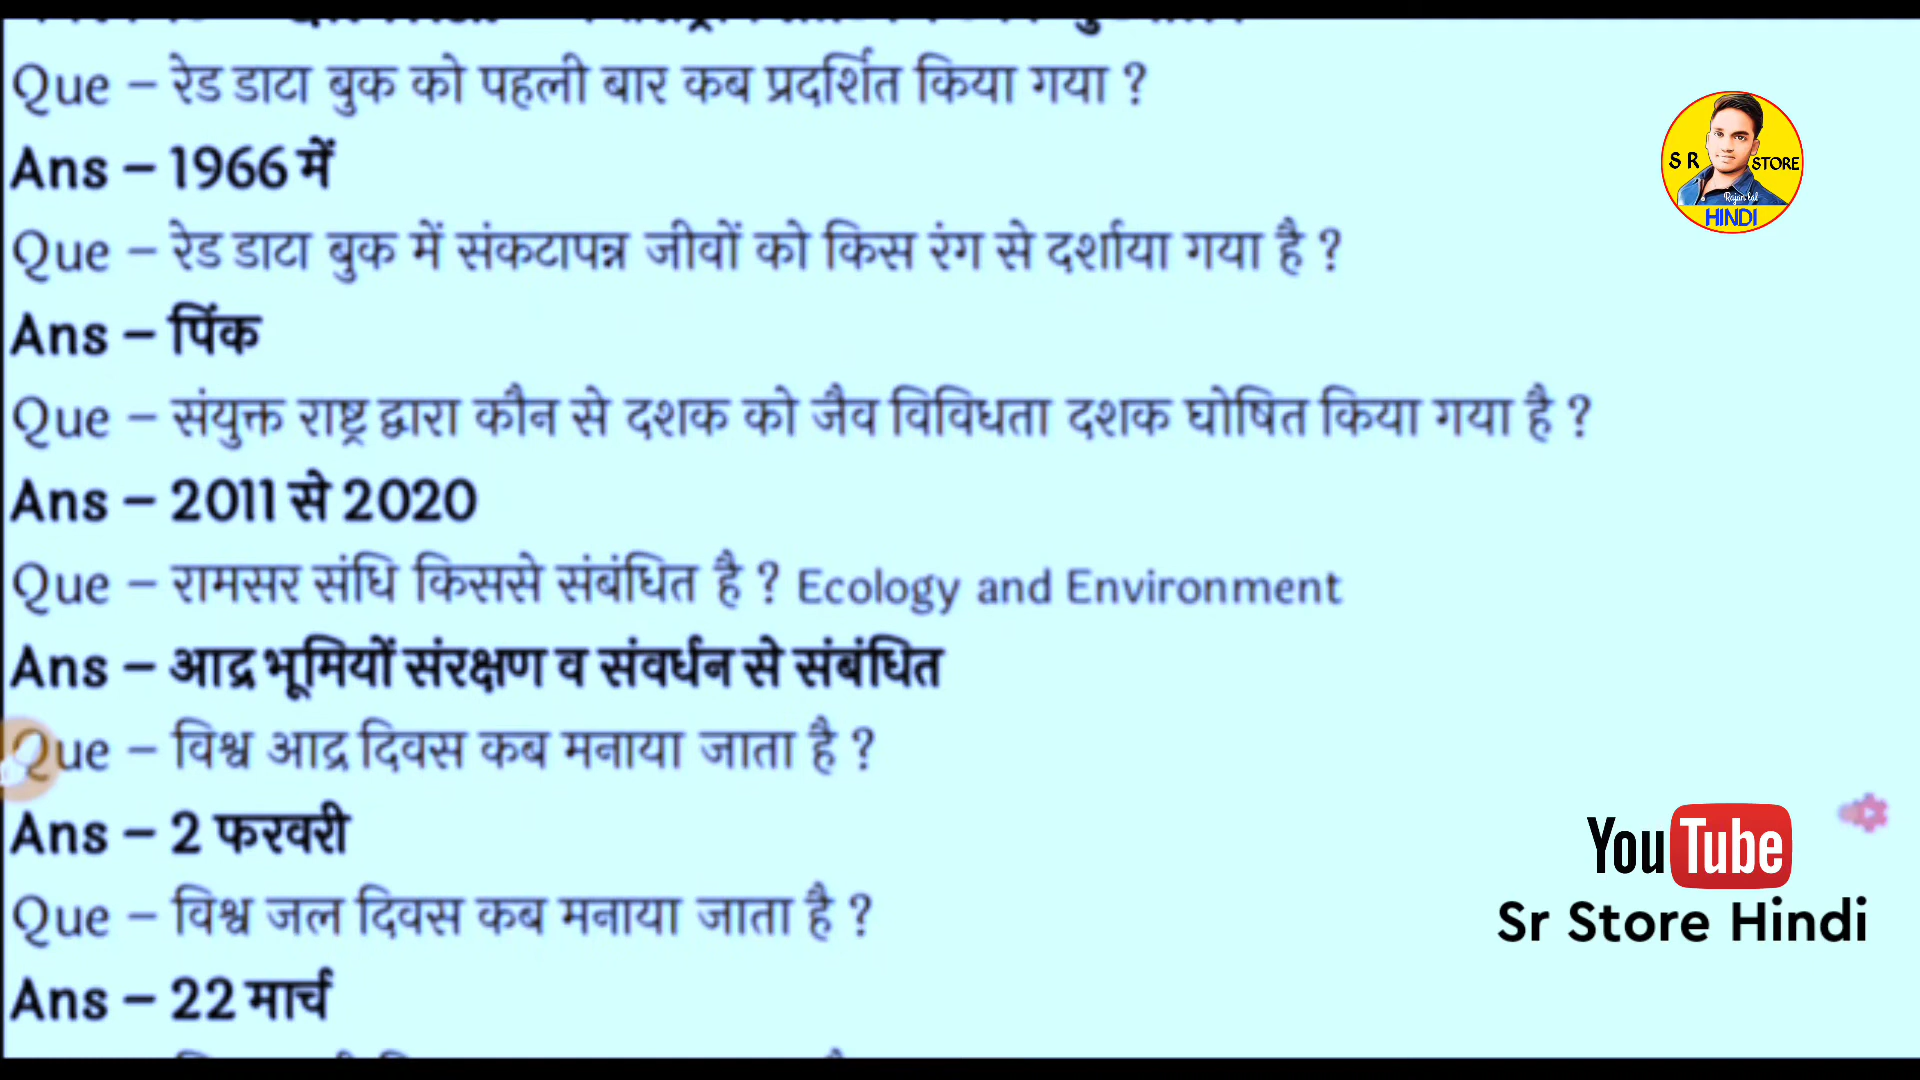 Que – रेड डाटा बुक को पहली बार कब प्रदर्शित किया गया ?
Ans – 1966 में
Que – रेड डाटा बुक में संकटापन्न जीवों को किस रंग से दर्शाया गया है ?
Ans – पिंक
Que – संयुक्त राष्ट्र द्वारा कौन से दशक को जैव विविधता दशक घोषित किया गया है ?
Ans – 2011 से 2020
Que – रामसर संधि किससे संबंधित है ? Ecology and Environment
Ans – आद्र भूमियों संरक्षण व संवर्धन से संबंधित
Que – विश्व आद्र दिवस कब मनाया जाता है ?
Ans – 2 फरवरी
Que – विश्व जल दिवस कब मनाया जाता है ?
Ans – 22 मार्च
S R STORE
HINDI
YouTube
Sr Store Hindi